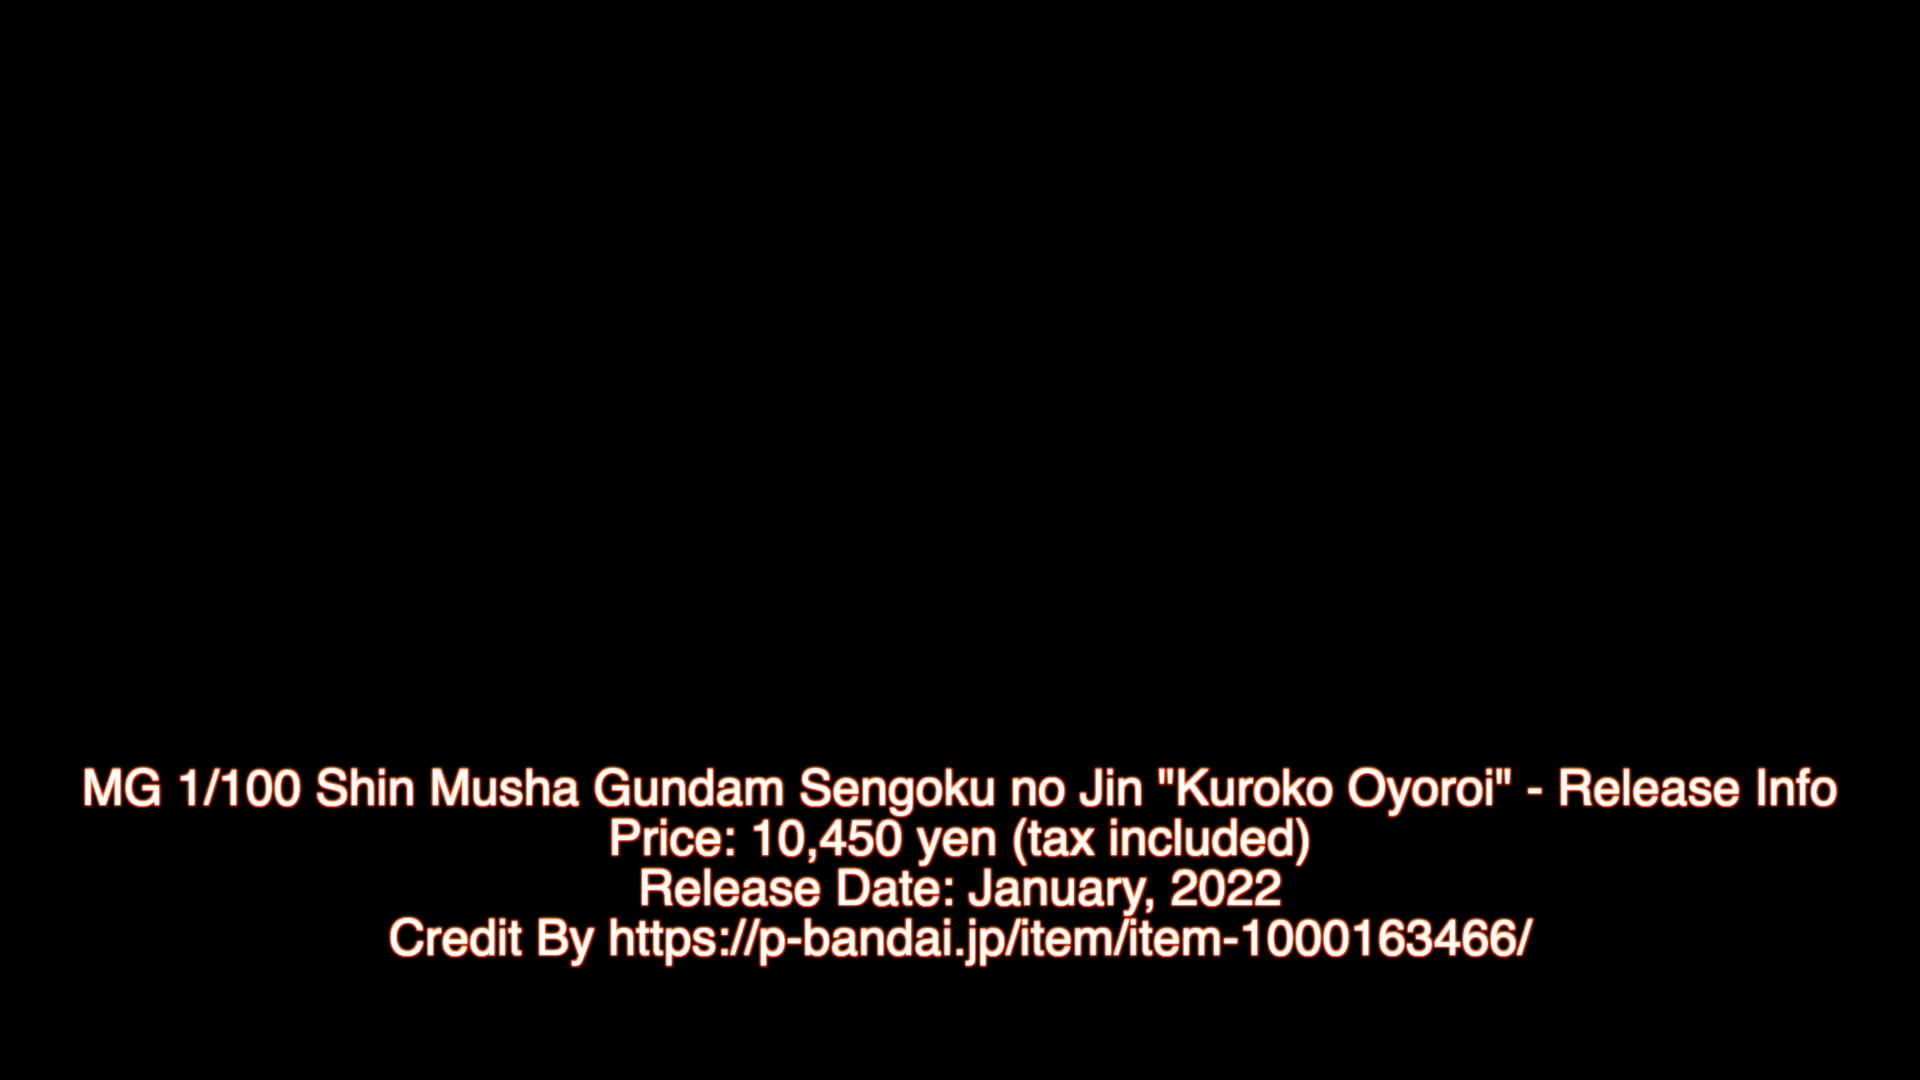 MG 1/100 Shin Musha Gundam Sengoku no Jin "Kuroko Oyoroi" - Release Info
Price: 10,450 yen (tax included)
Release Date: January, 2022
Credit By https://p-bandai.jp/item/item-1000163466/